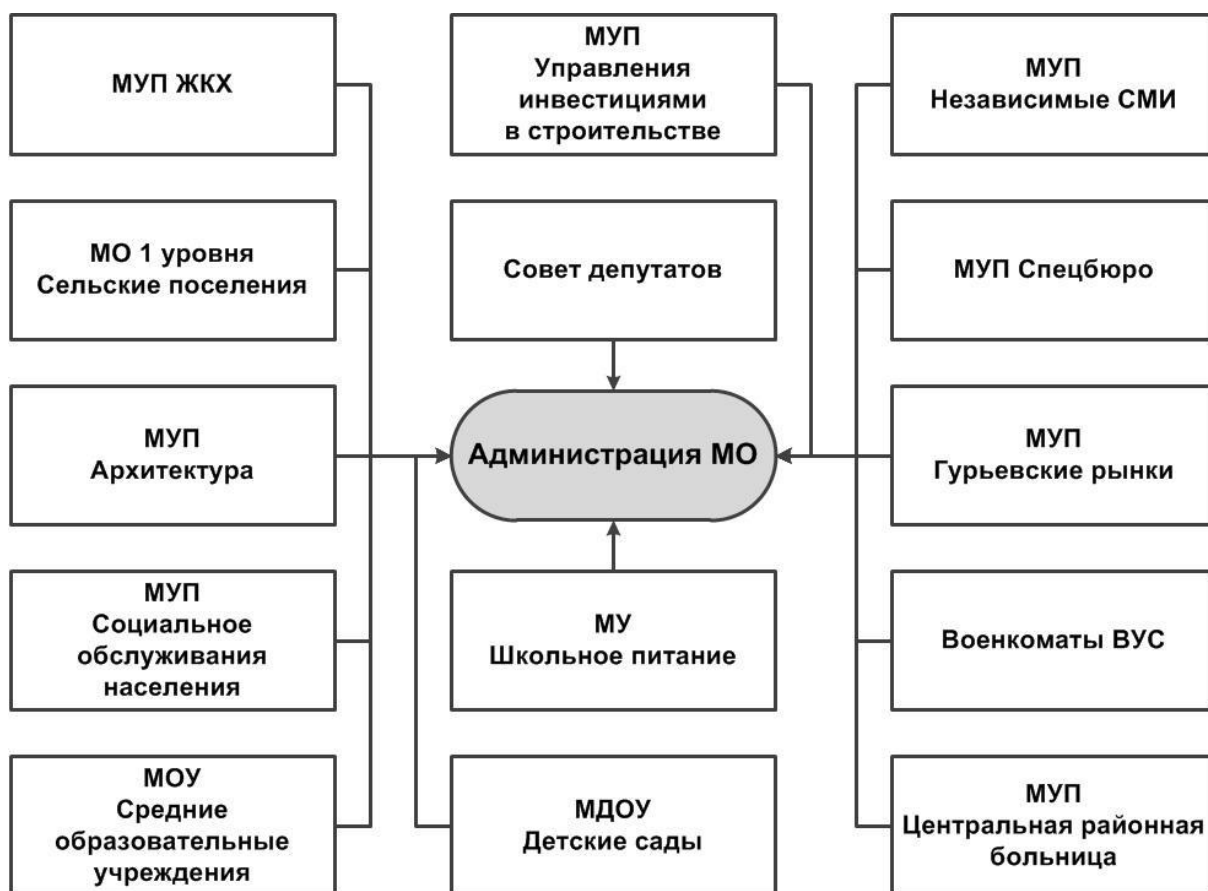 МУП ЖКХ
МУП
Управления
инвестициями
в строительстве
МУП
Независимые СМИ
МО 1 уровня
Сельские поселения
Совет депутатов
МУП Спецбюро
МУП
Архитектура
Администрация МО
МУП
Гурьевские рынки
МУП
Социальное
обслуживания
населения
МУ
Школьное питание
Военкоматы ВУС
МОУ
Средние
образовательные
учреждения
МДОУ
Детские сады
МУП
Центральная районная
больница